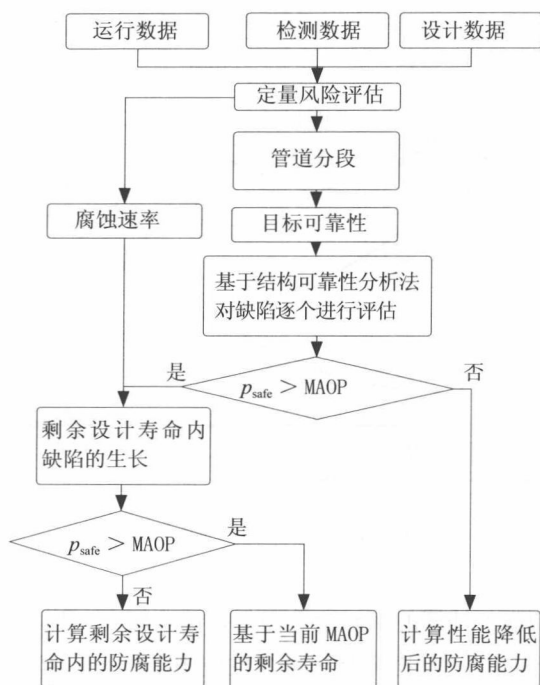 运行数据
检测数据
设计数据
定量风险评估
管道分段
腐蚀速率
目标可靠性
基于结构可靠性分析法
对缺陷逐个进行评估
是
p_safe > MAOP
否
剩余设计寿命内
缺陷的生长
p_safe > MAOP
是
否
计算剩余设计寿
命内的防腐能力
基于当前 MAOP
的剩余寿命
计算性能降低
后的防腐能力